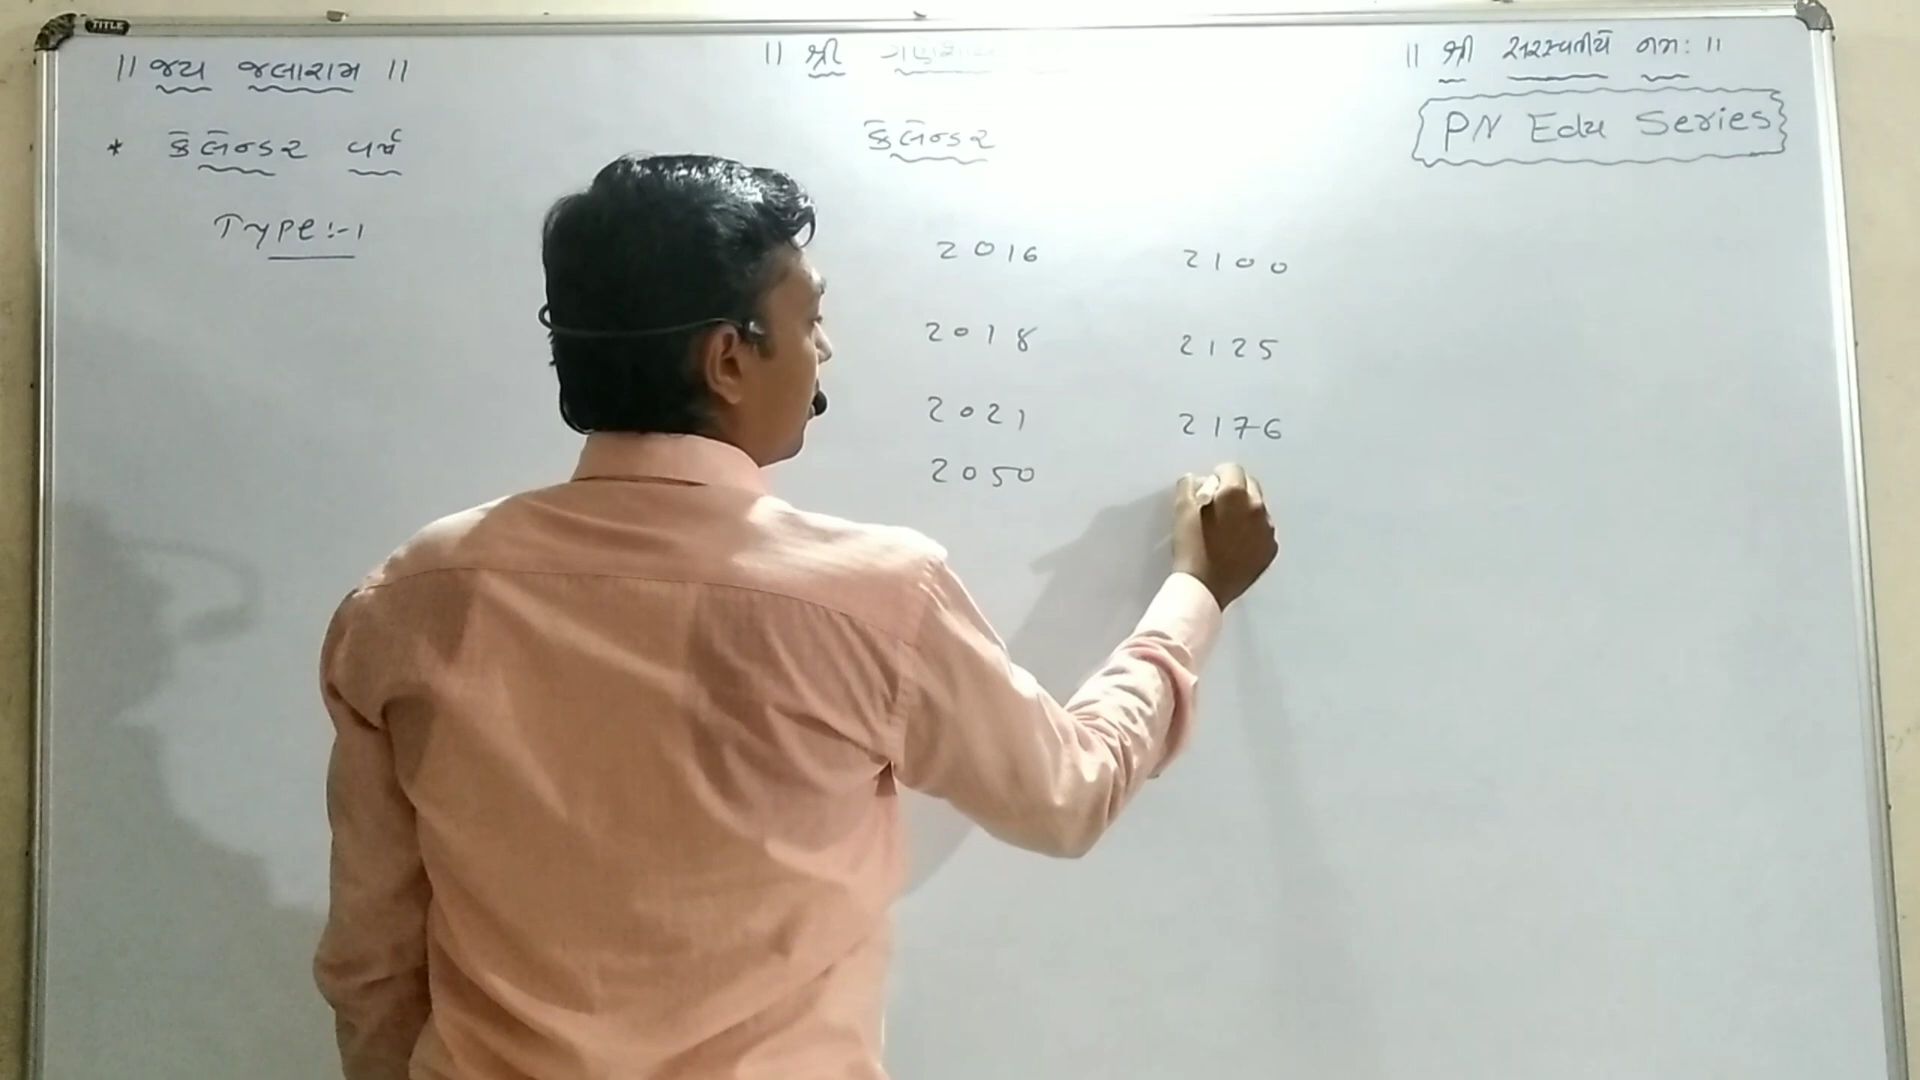 TITLE
|| જય જલારામ ||
|| શ્રી ગણેશાય
|| શ્રી સરસ્વતીયૈ નમ: ||
PN Edu Series
કેલેન્ડર
* કેલેન્ડર વર્ષ
Type:-1
2016
2018
2021
2050
2100
2125
2176